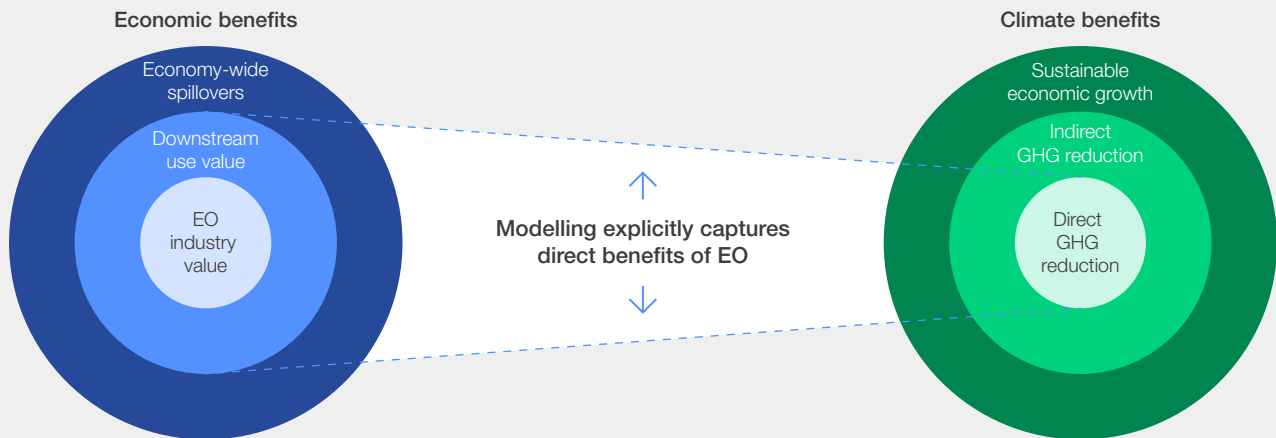 Economic benefits
Economy-wide
spillovers
Downstream
use value
EO
industry
value
Modelling explicitly captures
direct benefits of EO
Climate benefits
Sustainable
economic growth
Indirect
GHG reduction
Direct
GHG
reduction